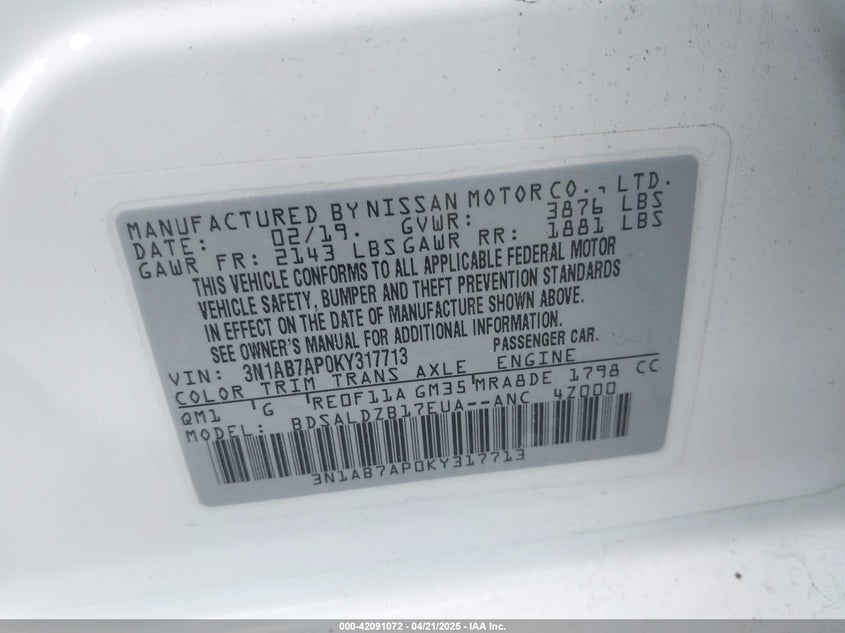 MANUFACTURED BY NISSAN MOTOR CO., LTD.
DATE: 02/19. GVWR: 3876 LBS
GAWR FR: 2143 LBS GAWR RR: 1881 LBS
THIS VEHICLE CONFORMS TO ALL APPLICABLE FEDERAL MOTOR
VEHICLE SAFETY, BUMPER AND THEFT PREVENTION STANDARDS
IN EFFECT ON THE DATE OF MANUFACTURE SHOWN ABOVE.
SEE OWNER'S MANUAL FOR ADDITIONAL INFORMATION.
VIN: 3N1AB7AP0KY317713 PASSENGER CAR.
COLOR TRIM TRANS AXLE ENGINE
QM1 G RE0F11A GM35 MRA8DE 1798 CC
MODEL: BDSALDZB17EUA--ANC 4Z000
3N1AB7AP0KY317713
000-42091072 - 04/21/2025 - IAA Inc.